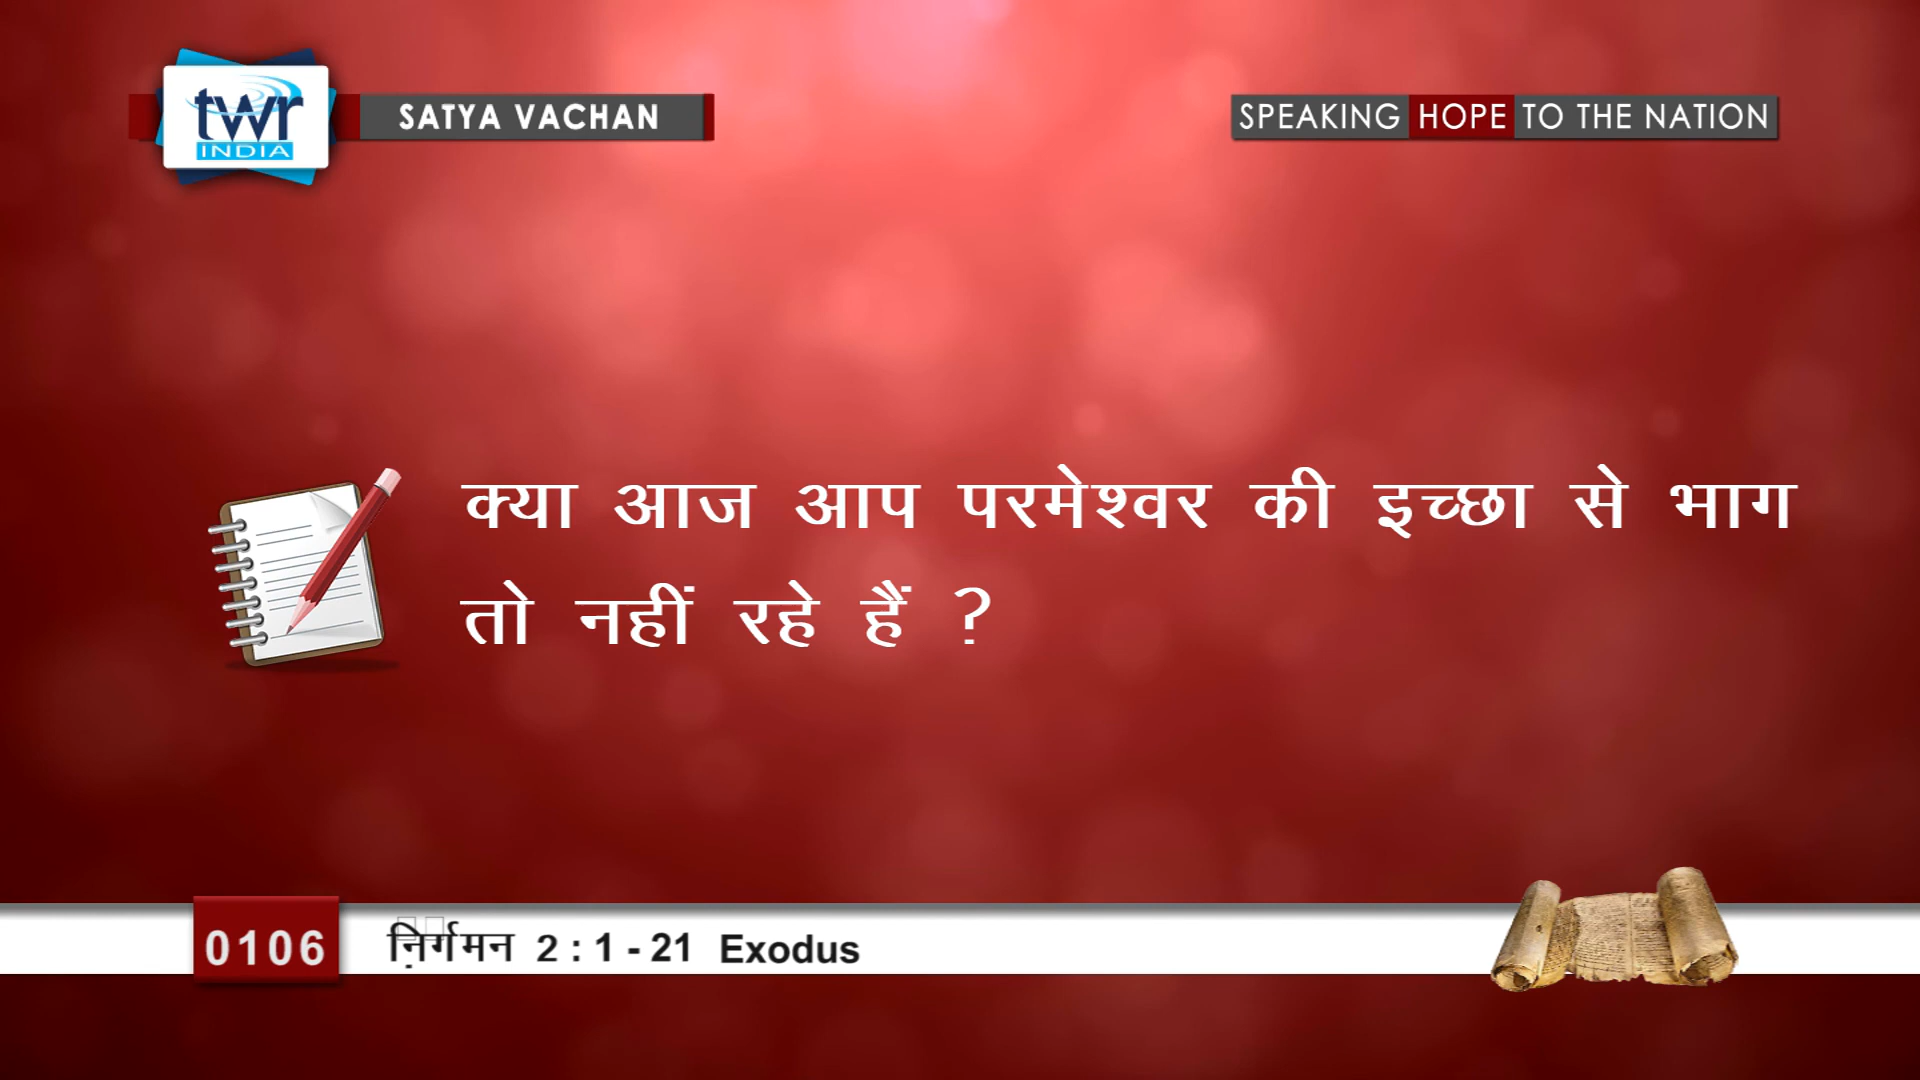 twr
INDIA
SATYA VACHAN
SPEAKING HOPE TO THE NATION
क्या आज आप परमेश्वर की इच्छा से भाग
तो नहीं रहे हैं ?
0106
निर्गमन 2 : 1 - 21 Exodus